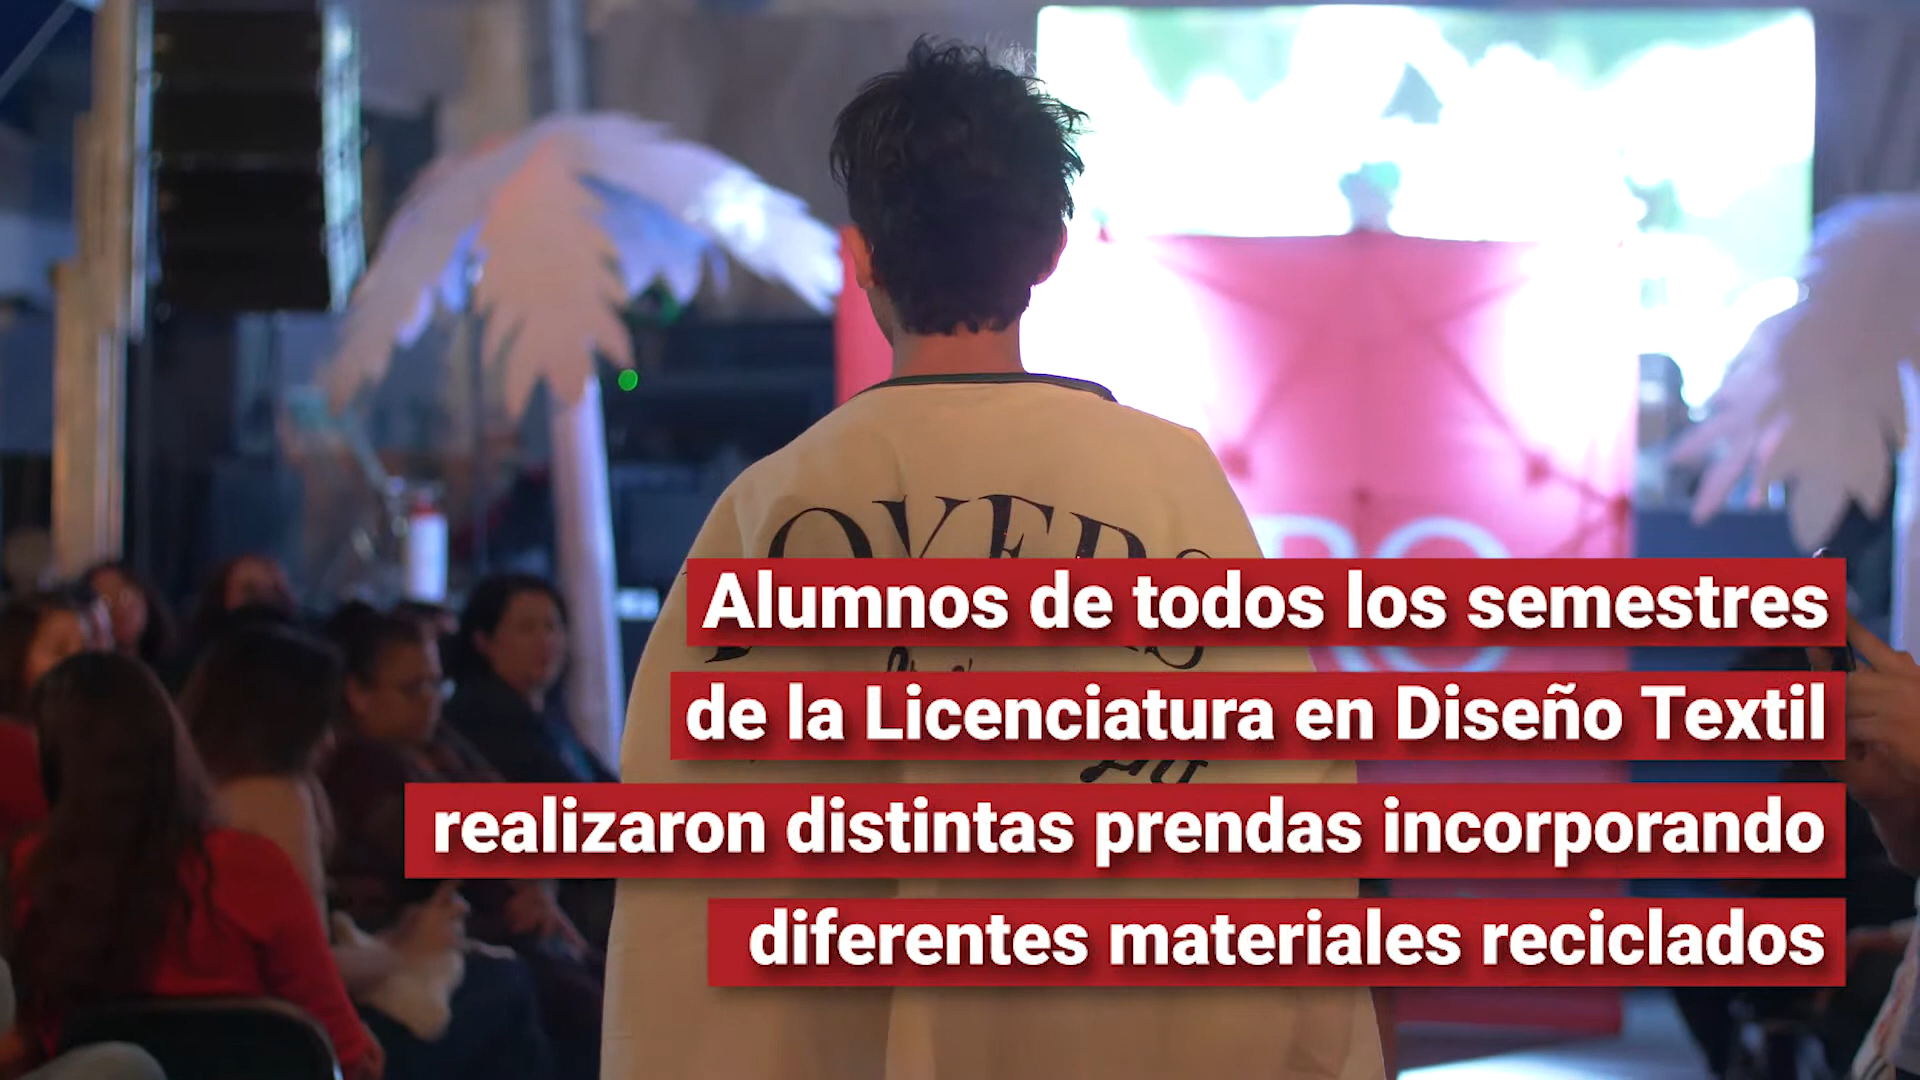 Alumnos de todos los semestres
de la Licenciatura en Diseño Textil
realizaron distintas prendas incorporando
diferentes materiales reciclados